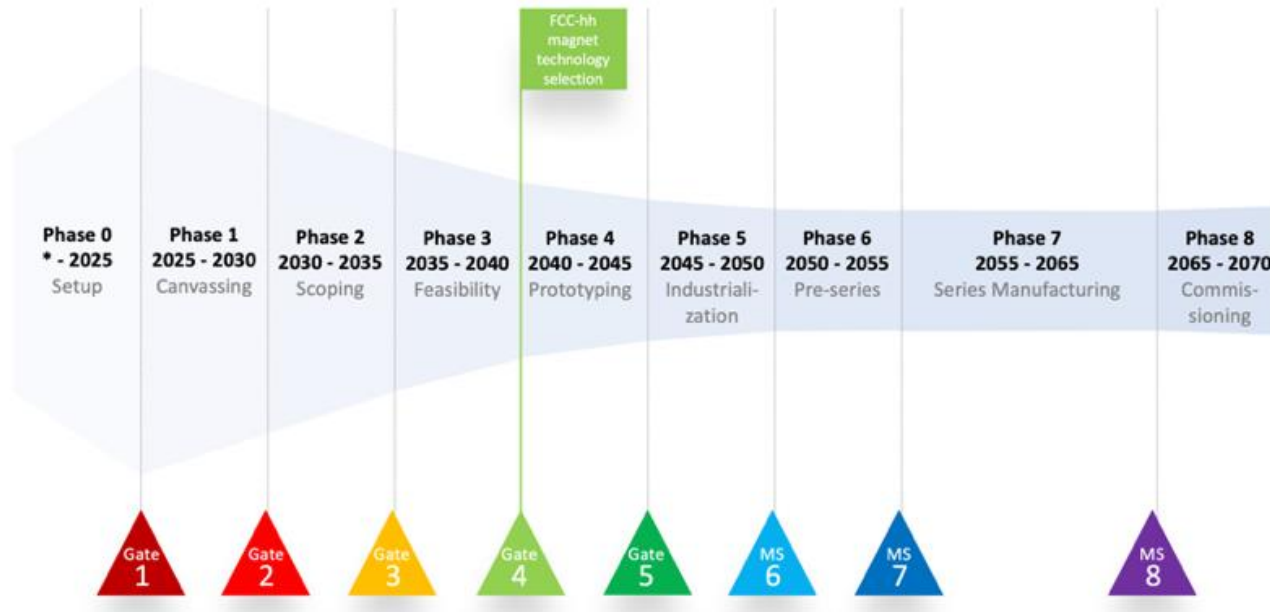 FCC-hh
magnet
technology
selection
Phase 0
* - 2025
Setup
Phase 1
2025 - 2030
Canvassing
Phase 2
2030 - 2035
Scoping
Phase 3
2035 - 2040
Feasibility
Phase 4
2040 - 2045
Prototyping
Phase 5
2045 - 2050
Industriali-
zation
Phase 6
2050 - 2055
Pre-series
Phase 7
2055 - 2065
Series Manufacturing
Phase 8
2065 - 2070
Commis-
sioning
Gate
1
Gate
2
Gate
3
Gate
4
Gate
5
MS
6
MS
7
MS
8